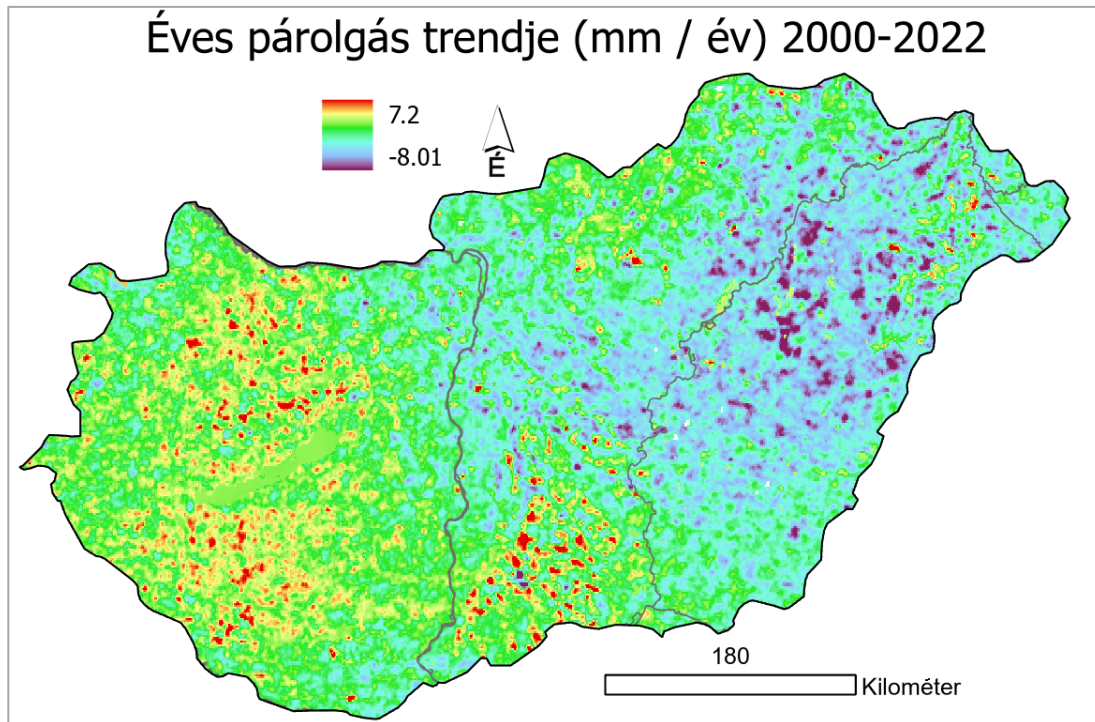 Éves párolgás trendje (mm / év) 2000-2022
7.2
-8.01
É
180
Kilométer